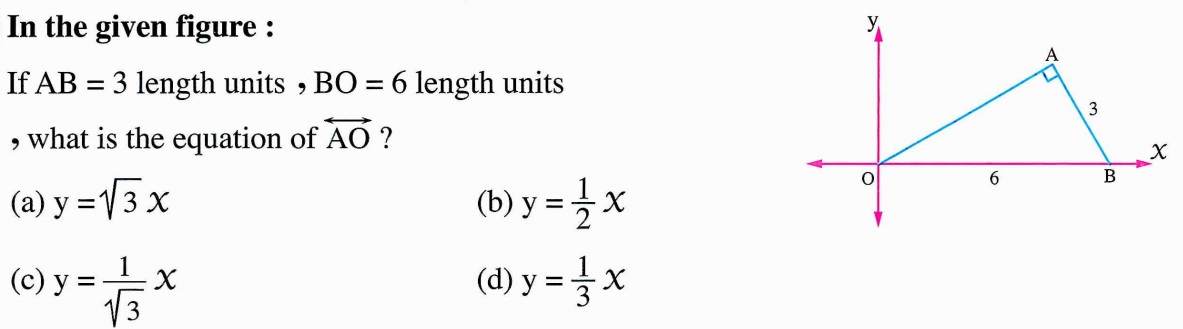 In the given figure :
If AB = 3 length units , BO = 6 length units
, what is the equation of \overleftrightarrow{AO} ?
(a) y = √3 x
(b) y = 1/2 x
(c) y = 1/√3 x
(d) y = 1/3 x
y
A
3
x
O
6
B